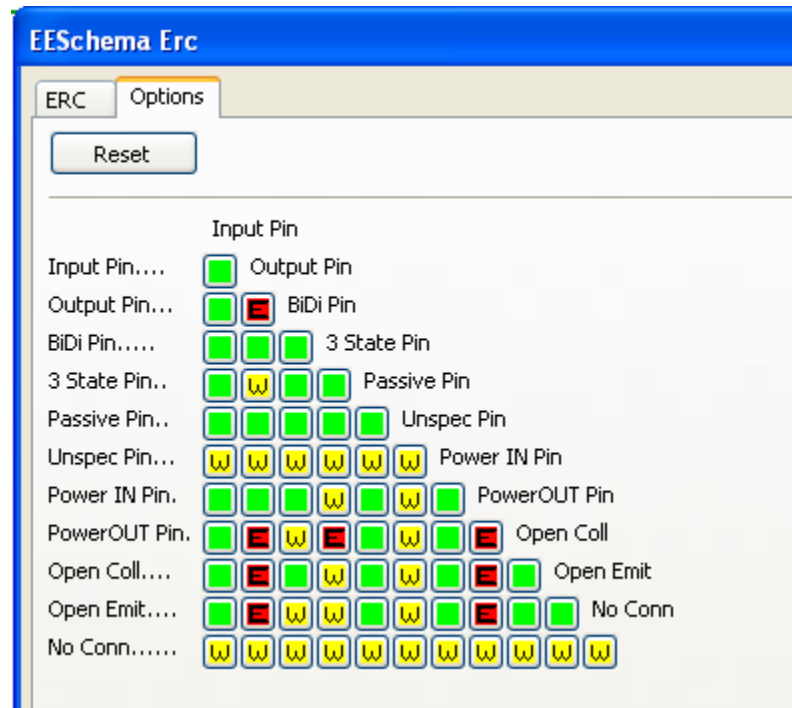 EESchema Erc
ERC Options
Reset
Input Pin
Input Pin.... Output Pin
Output Pin... E BiDi Pin
BiDi Pin..... 3 State Pin
3 State Pin.. W Passive Pin
Passive Pin.. Unspec Pin
Unspec Pin... W W W W W W Power IN Pin
Power IN Pin. W W PowerOUT Pin
PowerOUT Pin. E W E W E Open Coll
Open Coll.... E W W E Open Emit
Open Emit.... E W W W E No Conn
No Conn...... W W W W W W W W W W W